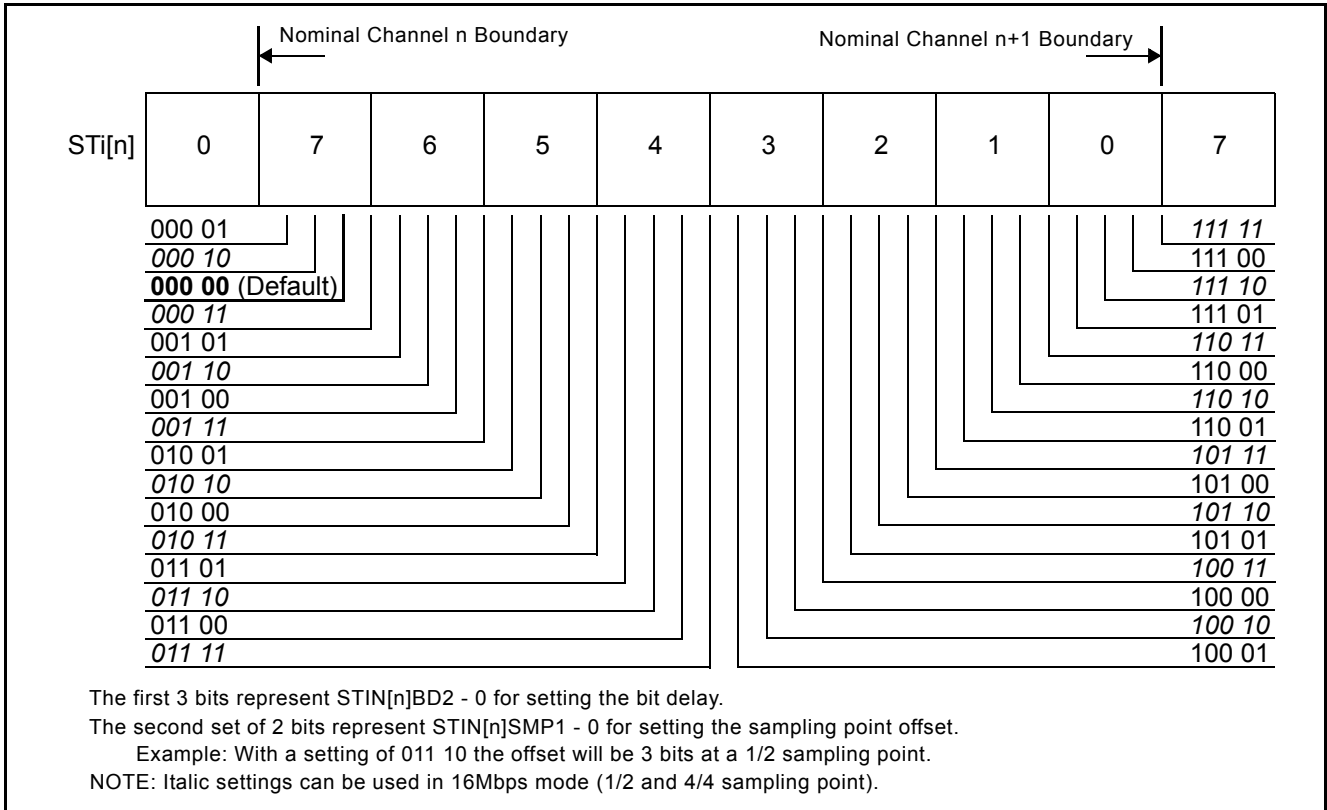 Nominal Channel n Boundary
Nominal Channel n+1 Boundary
STi[n] 0 7 6 5 4 3 2 1 0 7
000 01 111 11
000 10 111 00
000 00 (Default) 111 10
000 11 111 01
001 01 110 11
001 10 110 00
001 00 110 10
001 11 110 01
010 01 101 11
010 10 101 00
010 00 101 10
010 11 101 01
011 01 100 11
011 10 100 00
011 00 100 10
011 11 100 01
The first 3 bits represent STIN[n]BD2 - 0 for setting the bit delay.
The second set of 2 bits represent STIN[n]SMP1 - 0 for setting the sampling point offset.
Example: With a setting of 011 10 the offset will be 3 bits at a 1/2 sampling point.
NOTE: Italic settings can be used in 16Mbps mode (1/2 and 4/4 sampling point).